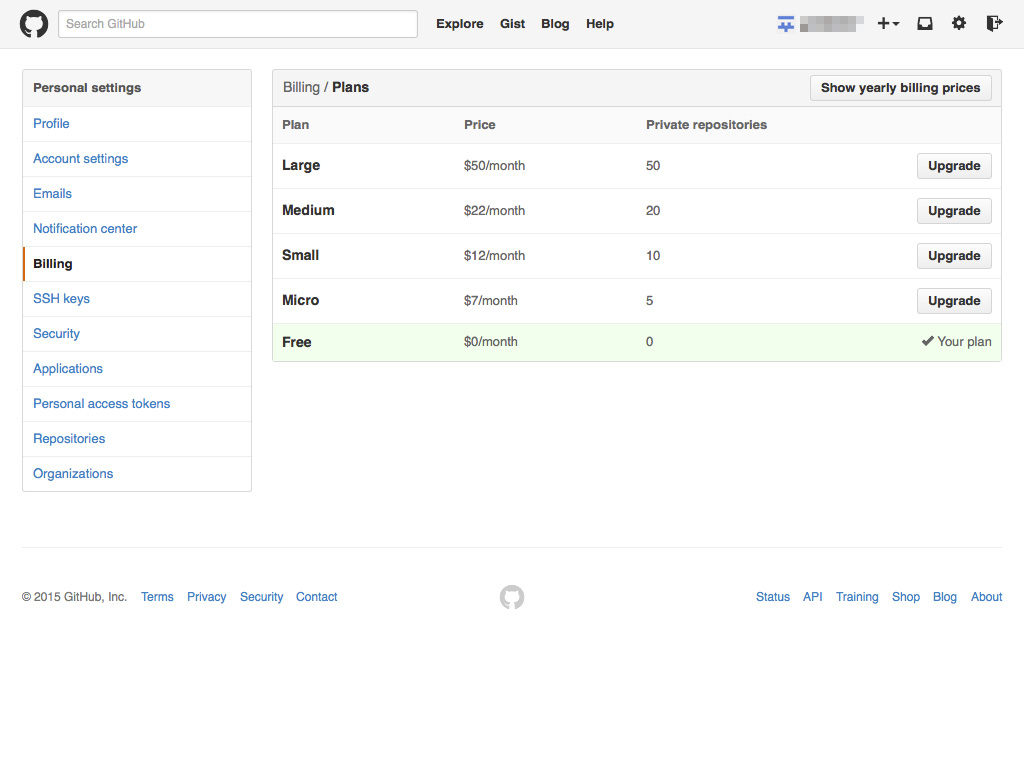 Search GitHub Explore Gist Blog Help
Personal settings
Profile
Account settings
Emails
Notification center
Billing
SSH keys
Security
Applications
Personal access tokens
Repositories
Organizations
Billing / Plans Show yearly billing prices
Plan Price Private repositories
Large $50/month 50 Upgrade
Medium $22/month 20 Upgrade
Small $12/month 10 Upgrade
Micro $7/month 5 Upgrade
Free $0/month 0 Your plan
© 2015 GitHub, Inc. Terms Privacy Security Contact Status API Training Shop Blog About